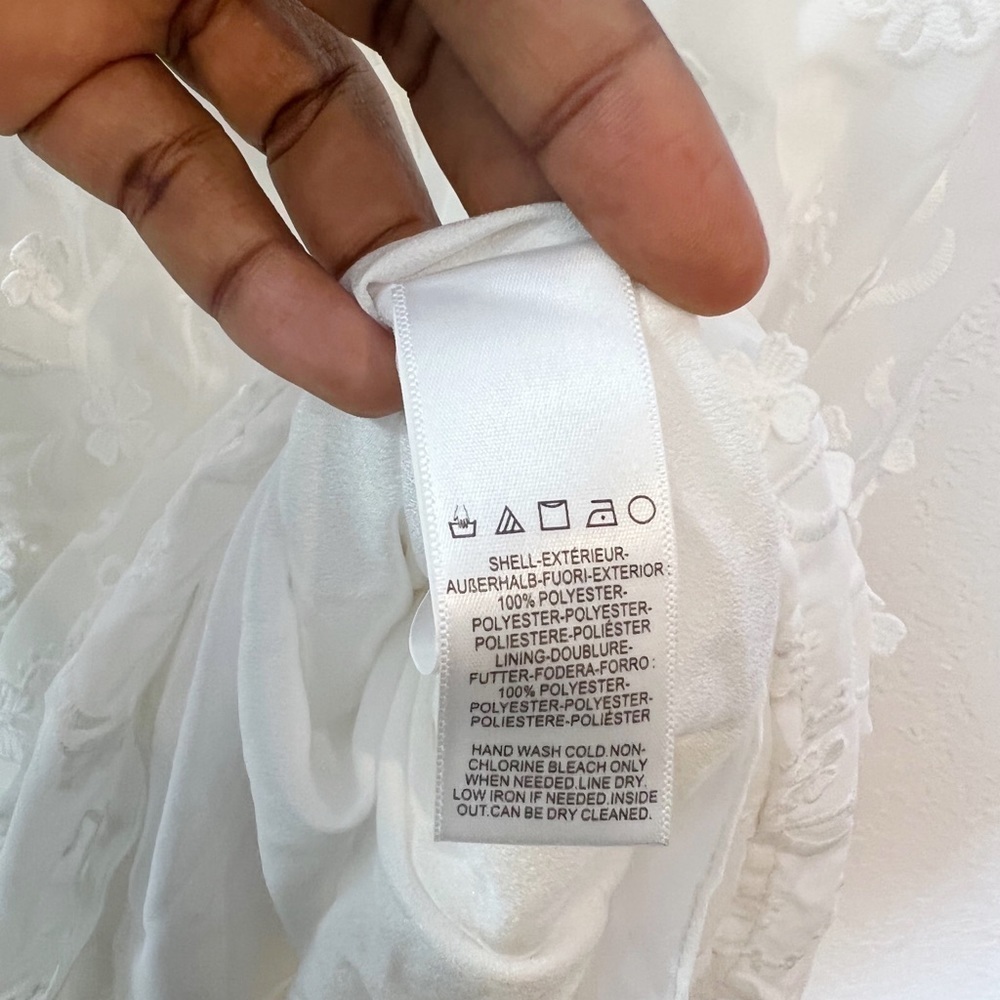 SHELL-EXTÉRIEUR-
AUßERHALB-FUORI-EXTERIOR:
100% POLYESTER-
POLYESTER-POLYESTER-
POLIESTERE-POLIÉSTER
LINING-DOUBLURE-
FUTTER-FODERA-FORRO:
100% POLYESTER-
POLYESTER-POLYESTER-
POLIESTERE-POLIÉSTER
HAND WASH COLD.NON-
CHLORINE BLEACH ONLY
WHEN NEEDED.LINE DRY.
LOW IRON IF NEEDED.INSIDE
OUT.CAN BE DRY CLEANED.